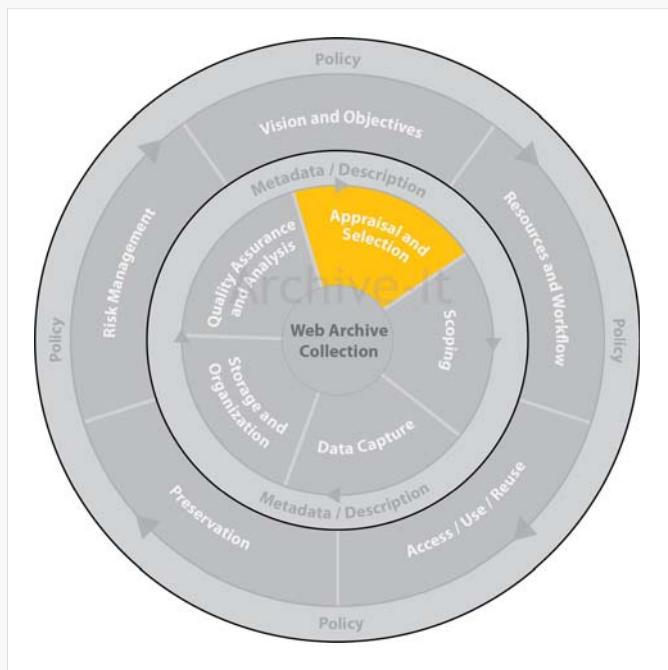 Policy
Vision and Objectives
Metadata / Description
Appraisal and
Selection
Quality Assurance
and Analysis
Archive-It
Risk Management
Resources and Workflow
Policy
Policy
Web Archive
Collection
Scoping
Storage and
Organization
Data Capture
Metadata / Description
Preservation
Access / Use / Reuse
Policy